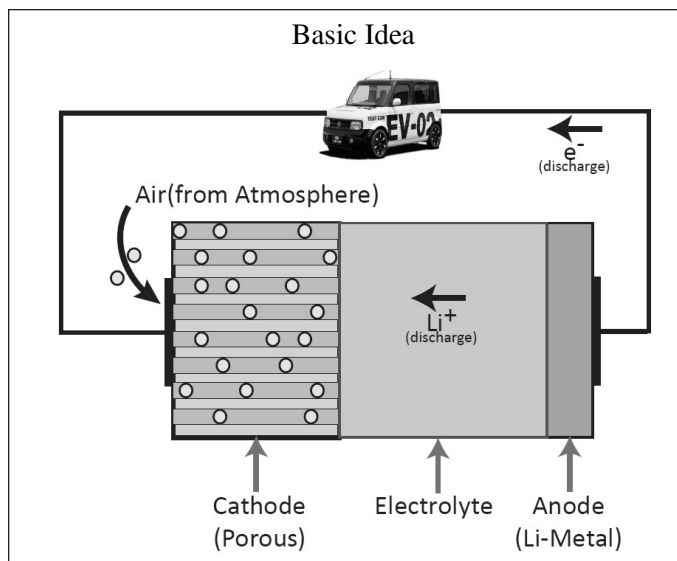 Basic Idea
TEST CAR
EV-02
e-
(discharge)
Air(from Atmosphere)
Li+
(discharge)
Cathode
(Porous)
Electrolyte
Anode
(Li-Metal)